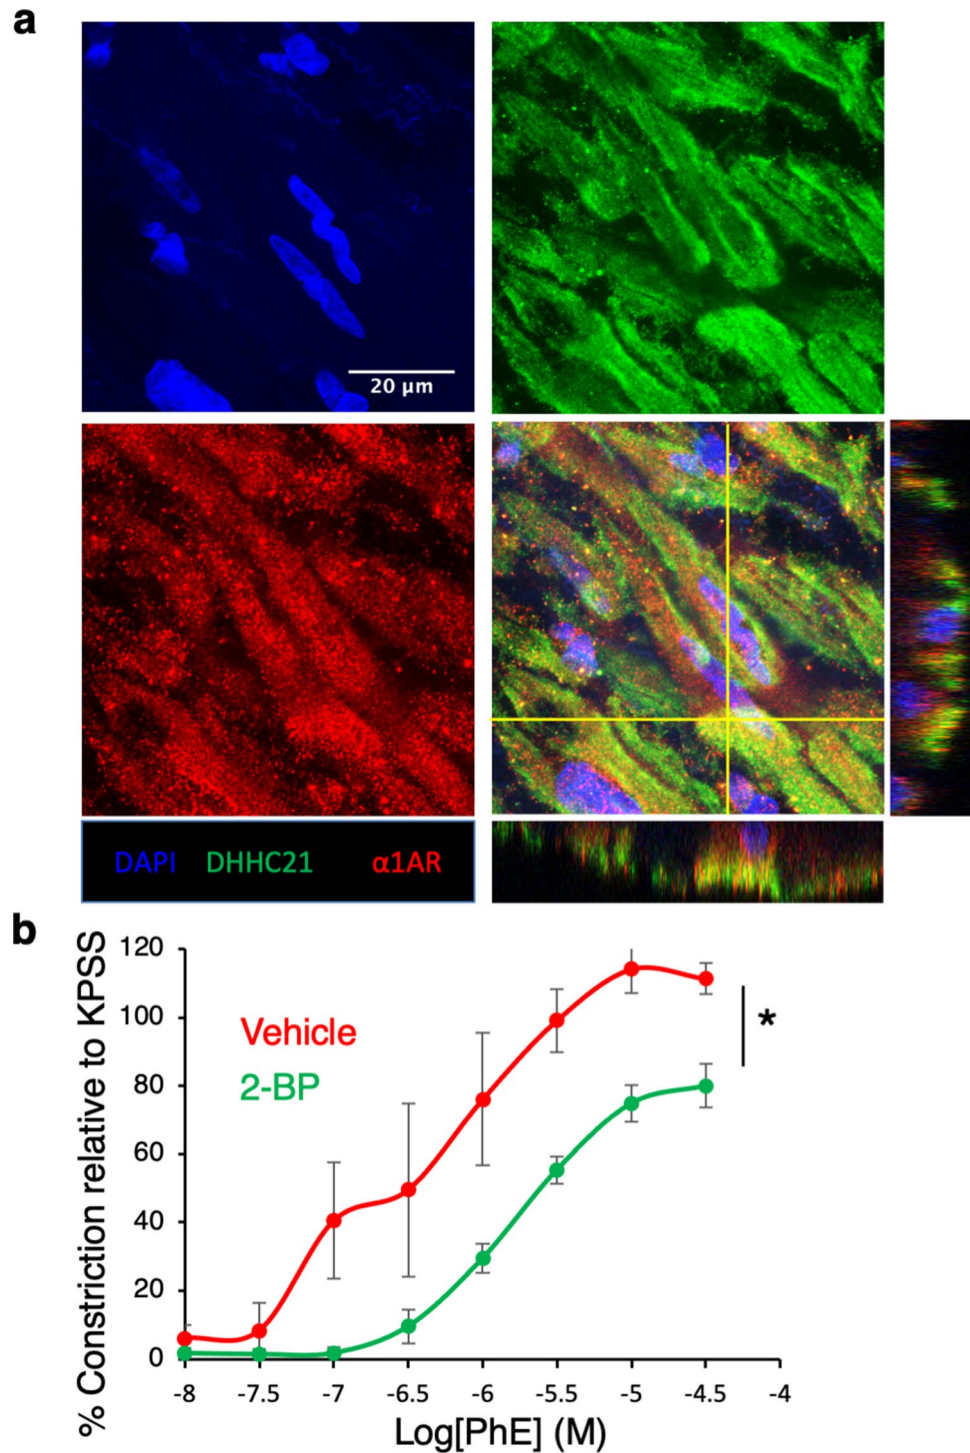 a
20 μm
DAPI DHHC21 α1AR
b
% Constriction relative to KPSS
120
100
80
60
40
20
0
Vehicle
2-BP
*
-8 -7.5 -7 -6.5 -6 -5.5 -5 -4.5 -4
Log[PhE] (M)